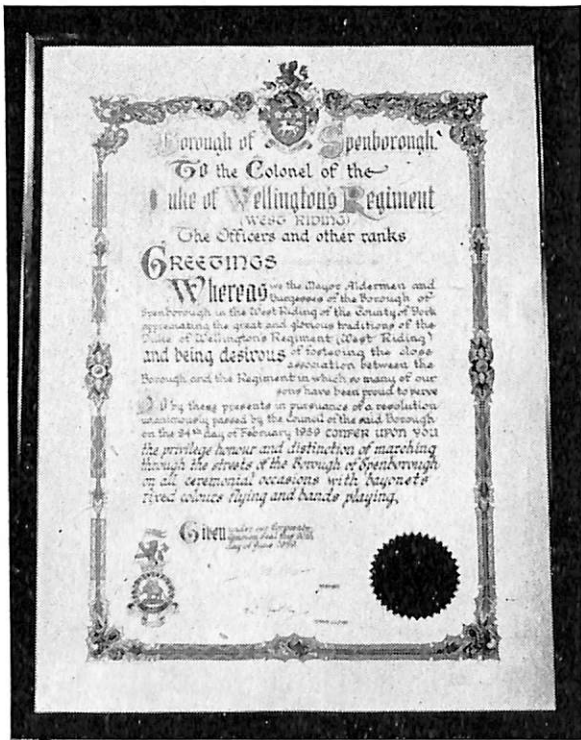 Borough of Spenborough.
To the Colonel of the
Duke of Wellington's Regiment
(WEST RIDING)
The Officers and other ranks
GREETINGS
Whereas we the Mayor Aldermen and
Burgesses of the Borough of
Spenborough in the West Riding of the County of York
appreciating the great and glorious traditions of the
Duke of Wellington's Regiment (West Riding)
and being desirous of fostering the close
association between the
Borough and the Regiment in which so many of our
sons have been proud to serve
DO by these presents in pursuance of a resolution
unanimously passed by the Council of the said Borough
on the 24th day of February 1959 CONFER UPON YOU
the privilege honour and distinction of marching
through the streets of the Borough of Spenborough
on all ceremonial occasions with bayonets
fixed colours flying and bands playing.
Given under our Corporate
Common Seal this
day of June 1959